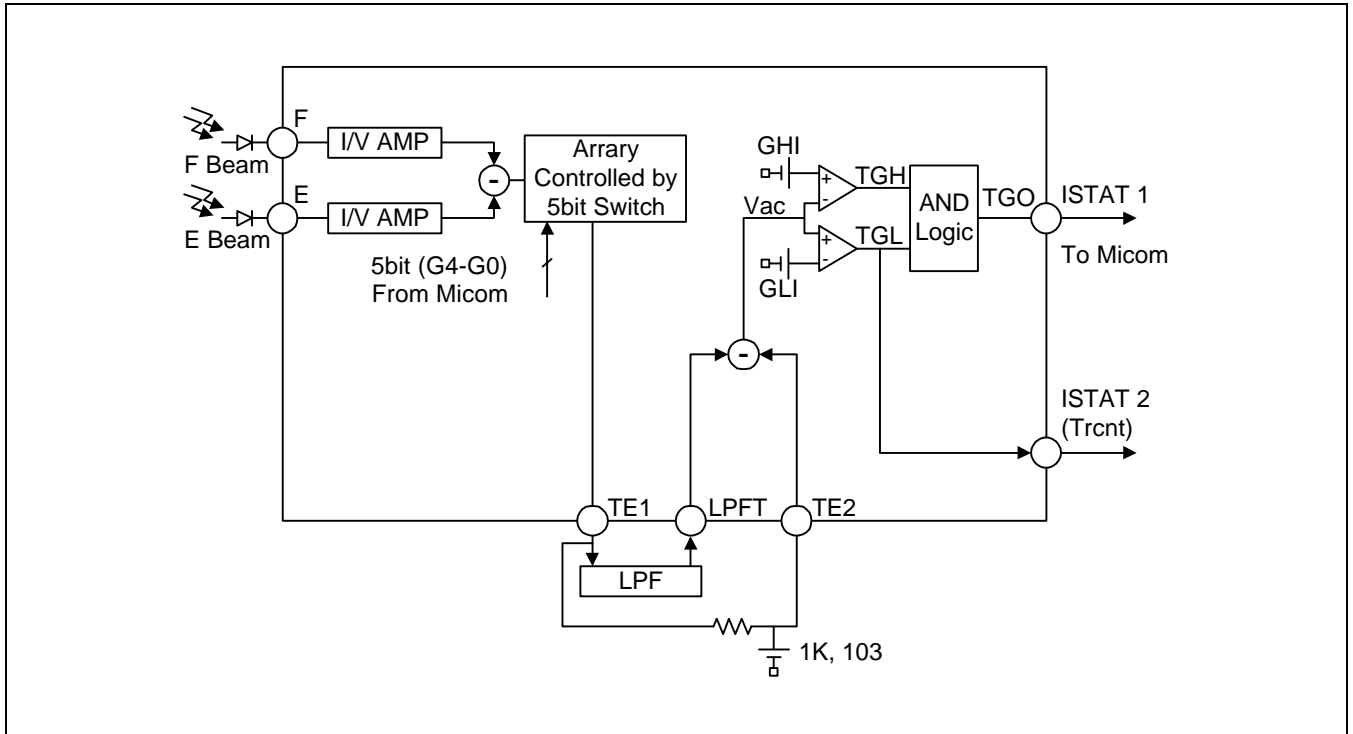 F
I/V AMP
F Beam
E
I/V AMP
E Beam
-
Arrary
Controlled by
5bit Switch
5bit (G4-G0)
From Micom
GHI
+
-
TGH
Vac
+
-
TGL
GLI
AND
Logic
TGO
ISTAT 1
To Micom
-
ISTAT 2
(Trcnt)
TE1
LPFT
TE2
LPF
1K, 103